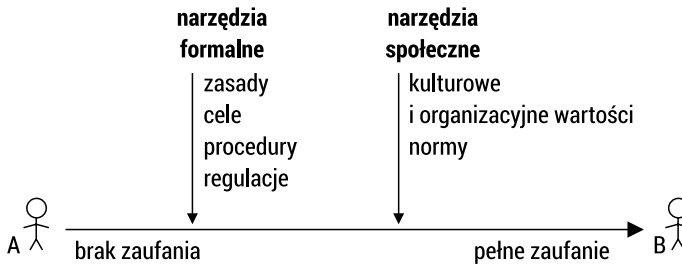 narzędzia
formalne
zasady
cele
procedury
regulacje
narzędzia
społeczne
kulturowe
i organizacyjne wartości
normy
A
brak zaufania
pełne zaufanie
B